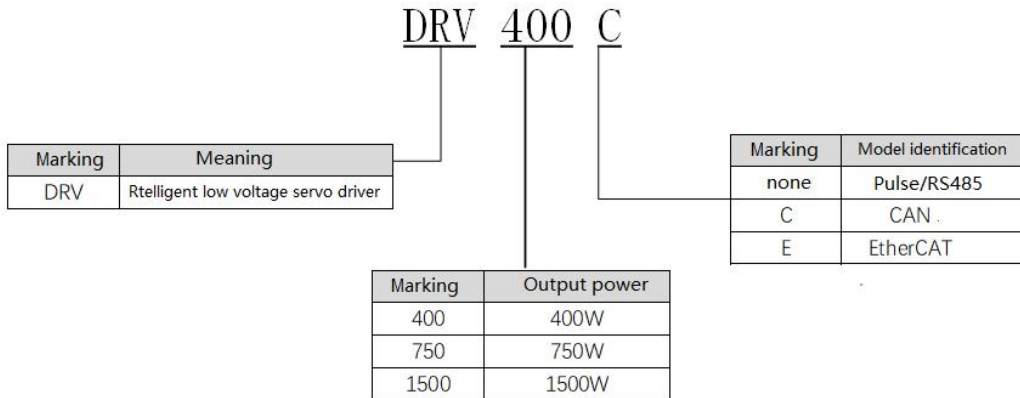 DRV 400 C
Marking Meaning
DRV Rtelligent low voltage servo driver
Marking Model identification
none Pulse/RS485
C CAN
E EtherCAT
Marking Output power
400 400W
750 750W
1500 1500W